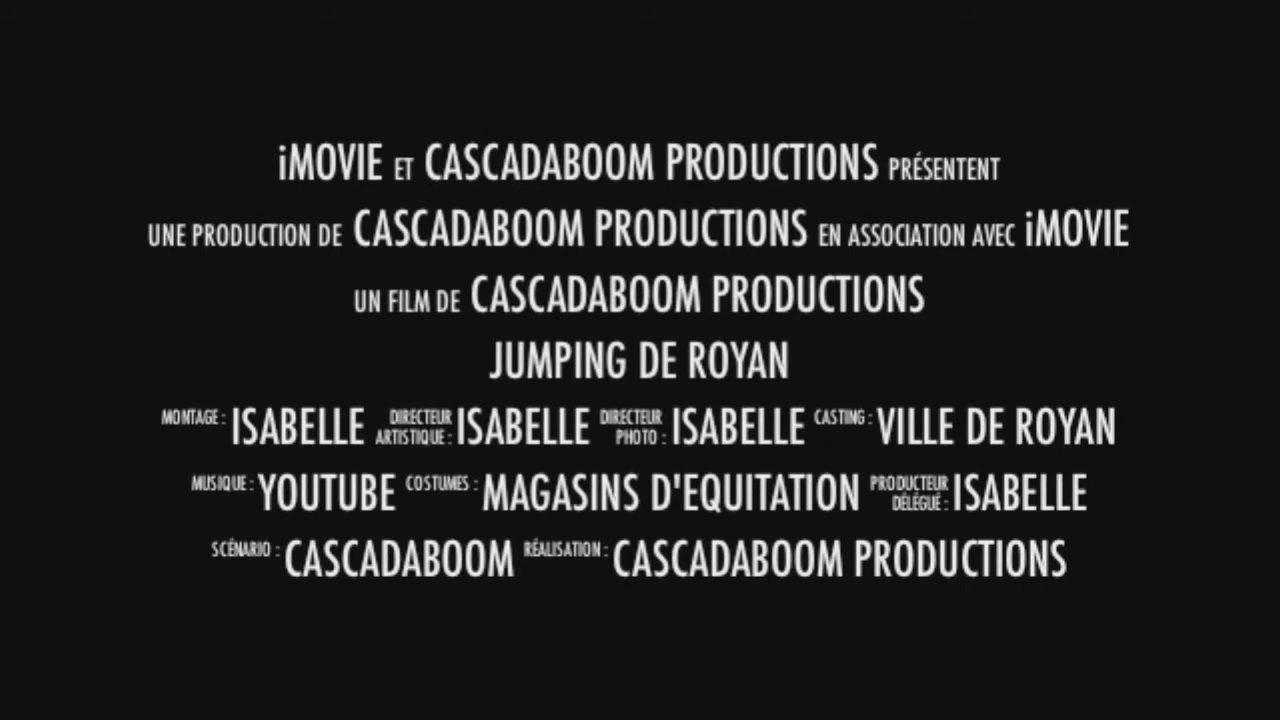 iMOVIE ET CASCADABOOM PRODUCTIONS PRÉSENTENT
UNE PRODUCTION DE CASCADABOOM PRODUCTIONS EN ASSOCIATION AVEC iMOVIE
UN FILM DE CASCADABOOM PRODUCTIONS
JUMPING DE ROYAN
MONTAGE : ISABELLE DIRECTEUR ARTISTIQUE : ISABELLE DIRECTEUR PHOTO : ISABELLE CASTING : VILLE DE ROYAN
MUSIQUE : YOUTUBE COSTUMES : MAGASINS D'EQUITATION PRODUCTEUR DÉLÉGUÉ : ISABELLE
SCÉNARIO : CASCADABOOM RÉALISATION : CASCADABOOM PRODUCTIONS